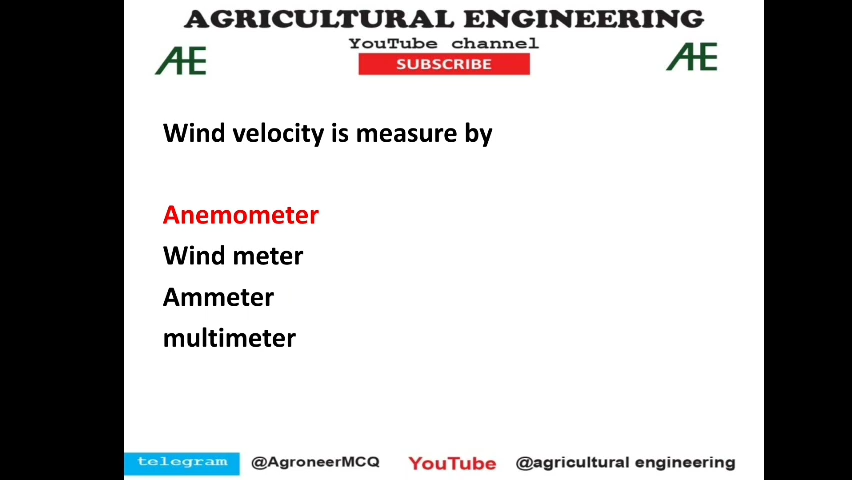 AGRICULTURAL ENGINEERING
YouTube channel
AE SUBSCRIBE AE
Wind velocity is measure by
Anemometer
Wind meter
Ammeter
multimeter
telegram @AgroneerMCQ YouTube @agricultural engineering